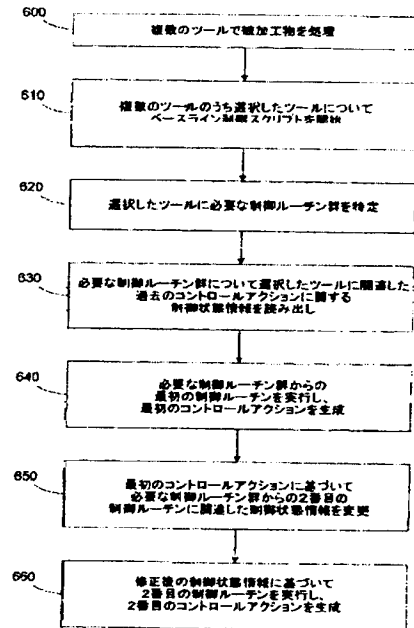 600
複数のツールで被加工物を処理
610
複数のツールのうち選択したツールについて
ベースライン制御スクリプトを開始
620
選択したツールに必要な制御ルーチン群を特定
630
必要な制御ルーチン群について選択したツールに関連した
過去のコントロールアクションに関する
制御状態情報を読み出し
640
必要な制御ルーチン群からの
最初の制御ルーチンを実行し、
最初のコントロールアクションを生成
650
最初のコントロールアクションに基づいて
必要な制御ルーチン群からの2番目の
制御ルーチンに関連した制御状態情報を変更
660
修正後の制御状態情報に基づいて
2番目の制御ルーチンを実行し、
2番目のコントロールアクションを生成